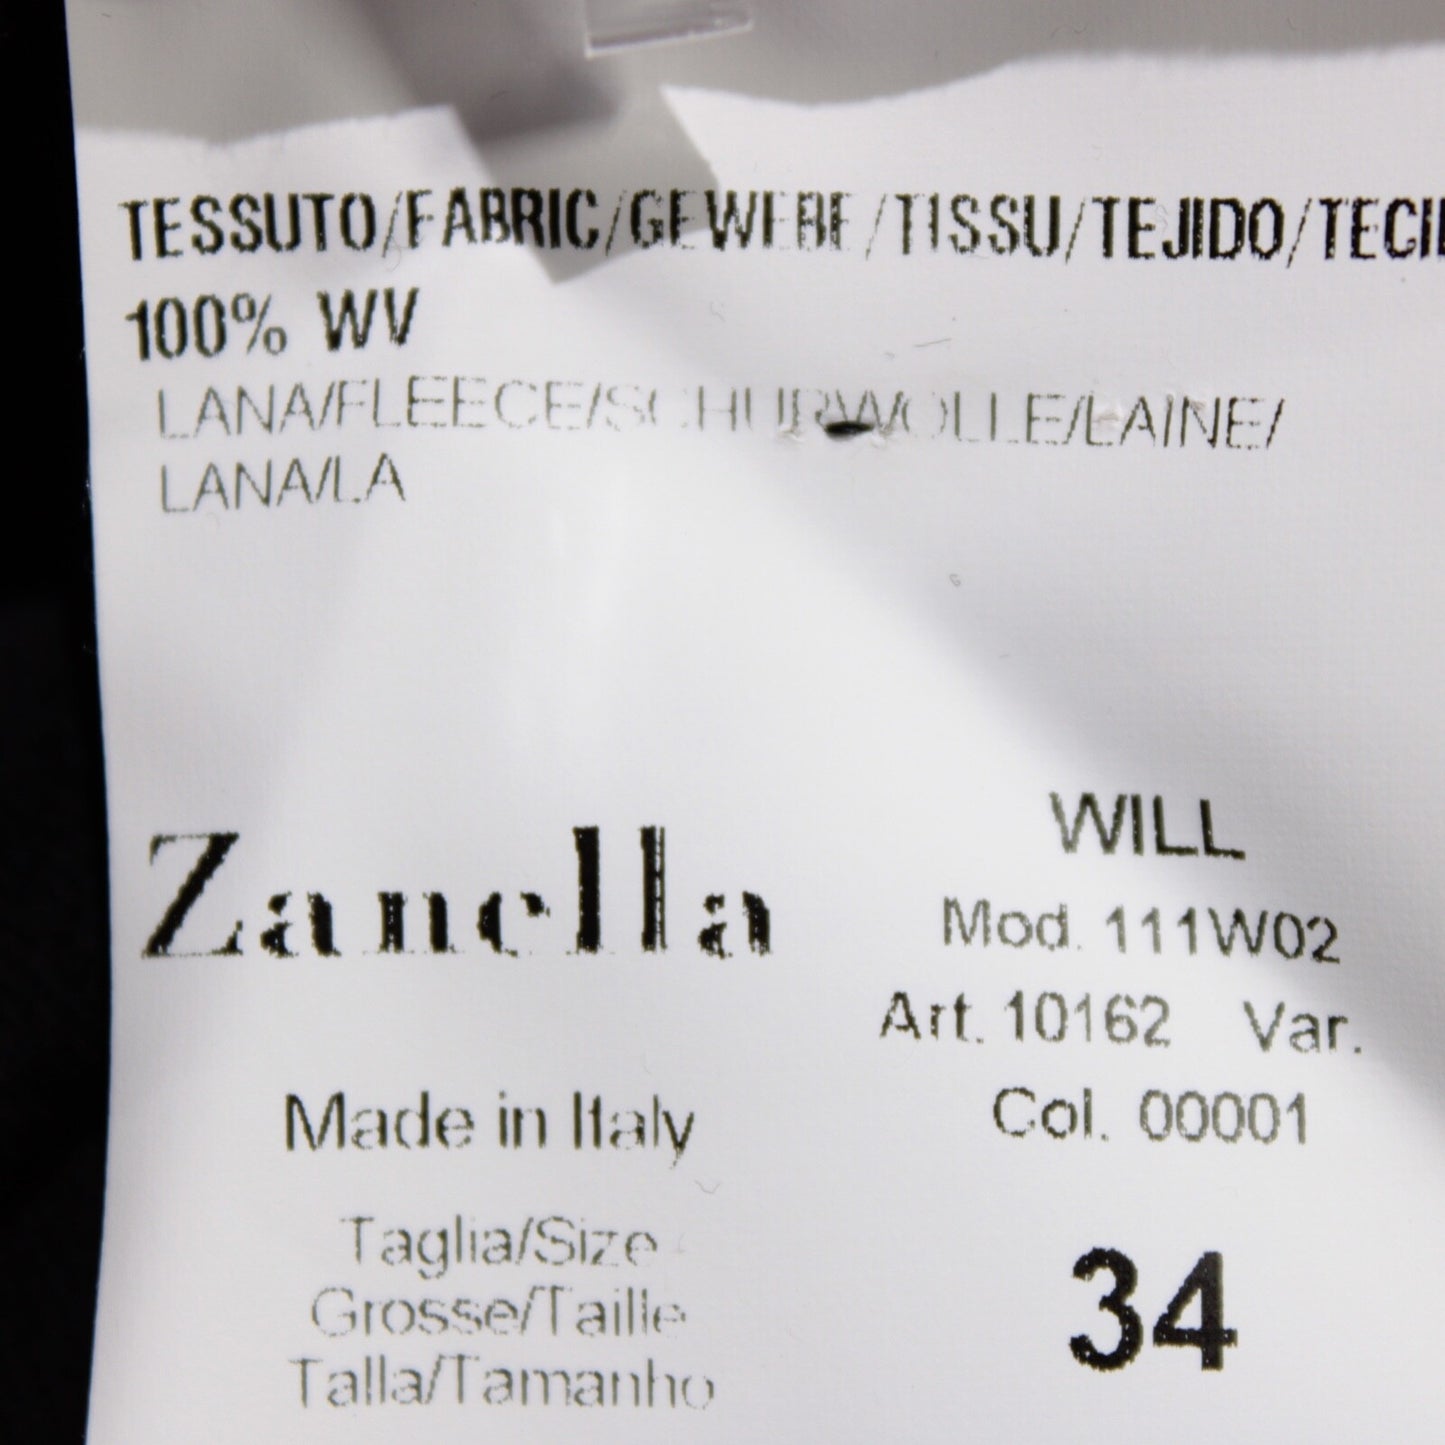 TESSUTO/FABRIC/GEWEBE/TISSU/TEJIDO/TECID
100% WV
LANA/FLEECE/SCHURWOLLE/LAINE/
LANA/LA
Zanella
WILL
Mod. 111W02
Art. 10162 Var.
Col. 00001
Made in Italy
Taglia/Size
Grosse/Taille
Talla/Tamanho
34